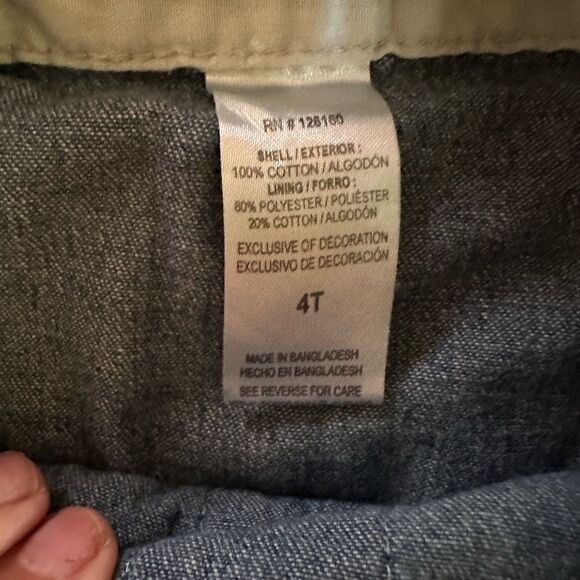 RN # 128160
SHELL / EXTERIOR :
100% COTTON / ALGODÓN
LINING / FORRO :
80% POLYESTER / POLIÉSTER
20% COTTON / ALGODÓN
EXCLUSIVE OF DECORATION
EXCLUSIVO DE DECORACIÓN
4T
MADE IN BANGLADESH
HECHO EN BANGLADESH
SEE REVERSE FOR CARE